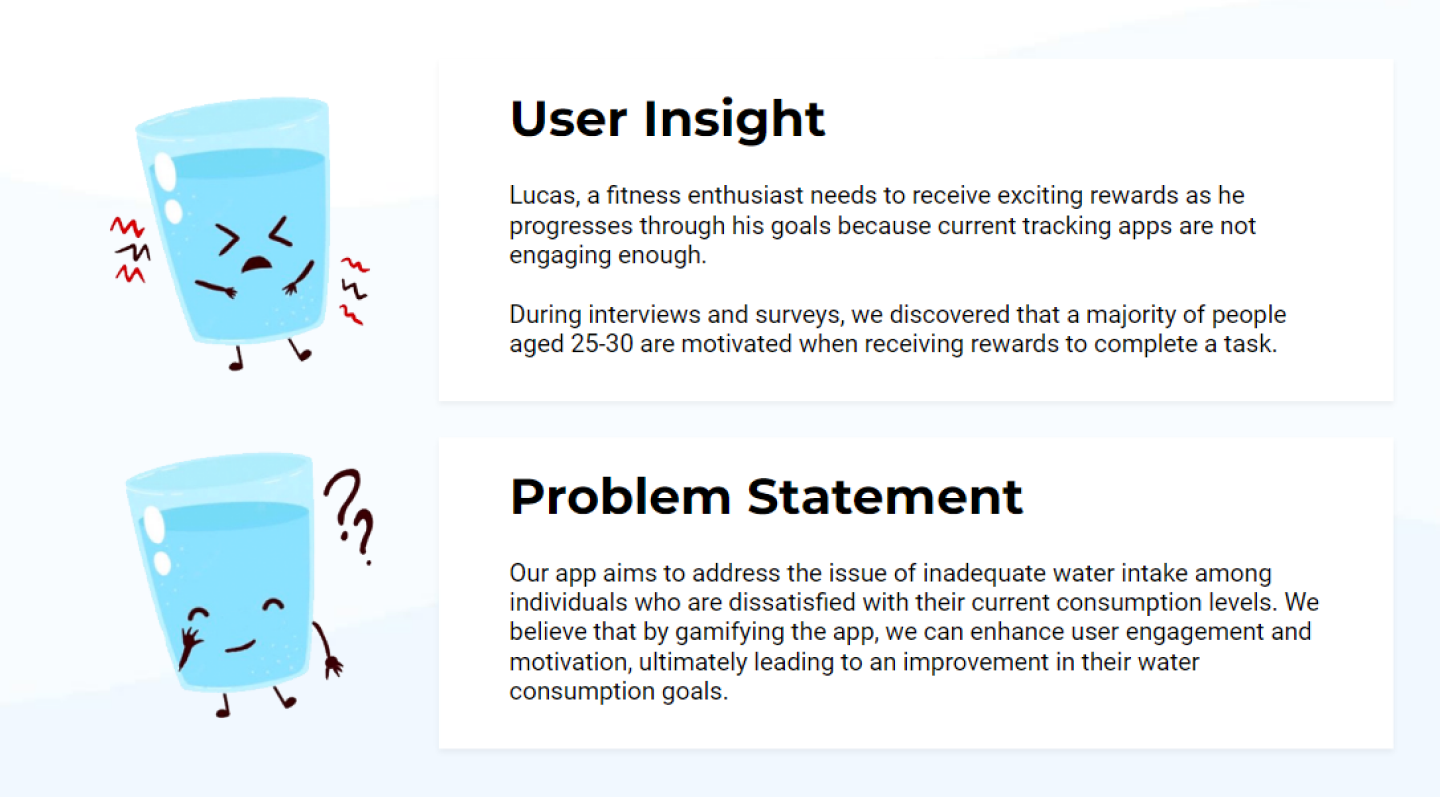 User Insight
Lucas, a fitness enthusiast needs to receive exciting rewards as he
progresses through his goals because current tracking apps are not
engaging enough.
During interviews and surveys, we discovered that a majority of people
aged 25-30 are motivated when receiving rewards to complete a task.
??
Problem Statement
Our app aims to address the issue of inadequate water intake among
individuals who are dissatisfied with their current consumption levels. We
believe that by gamifying the app, we can enhance user engagement and
motivation, ultimately leading to an improvement in their water
consumption goals.